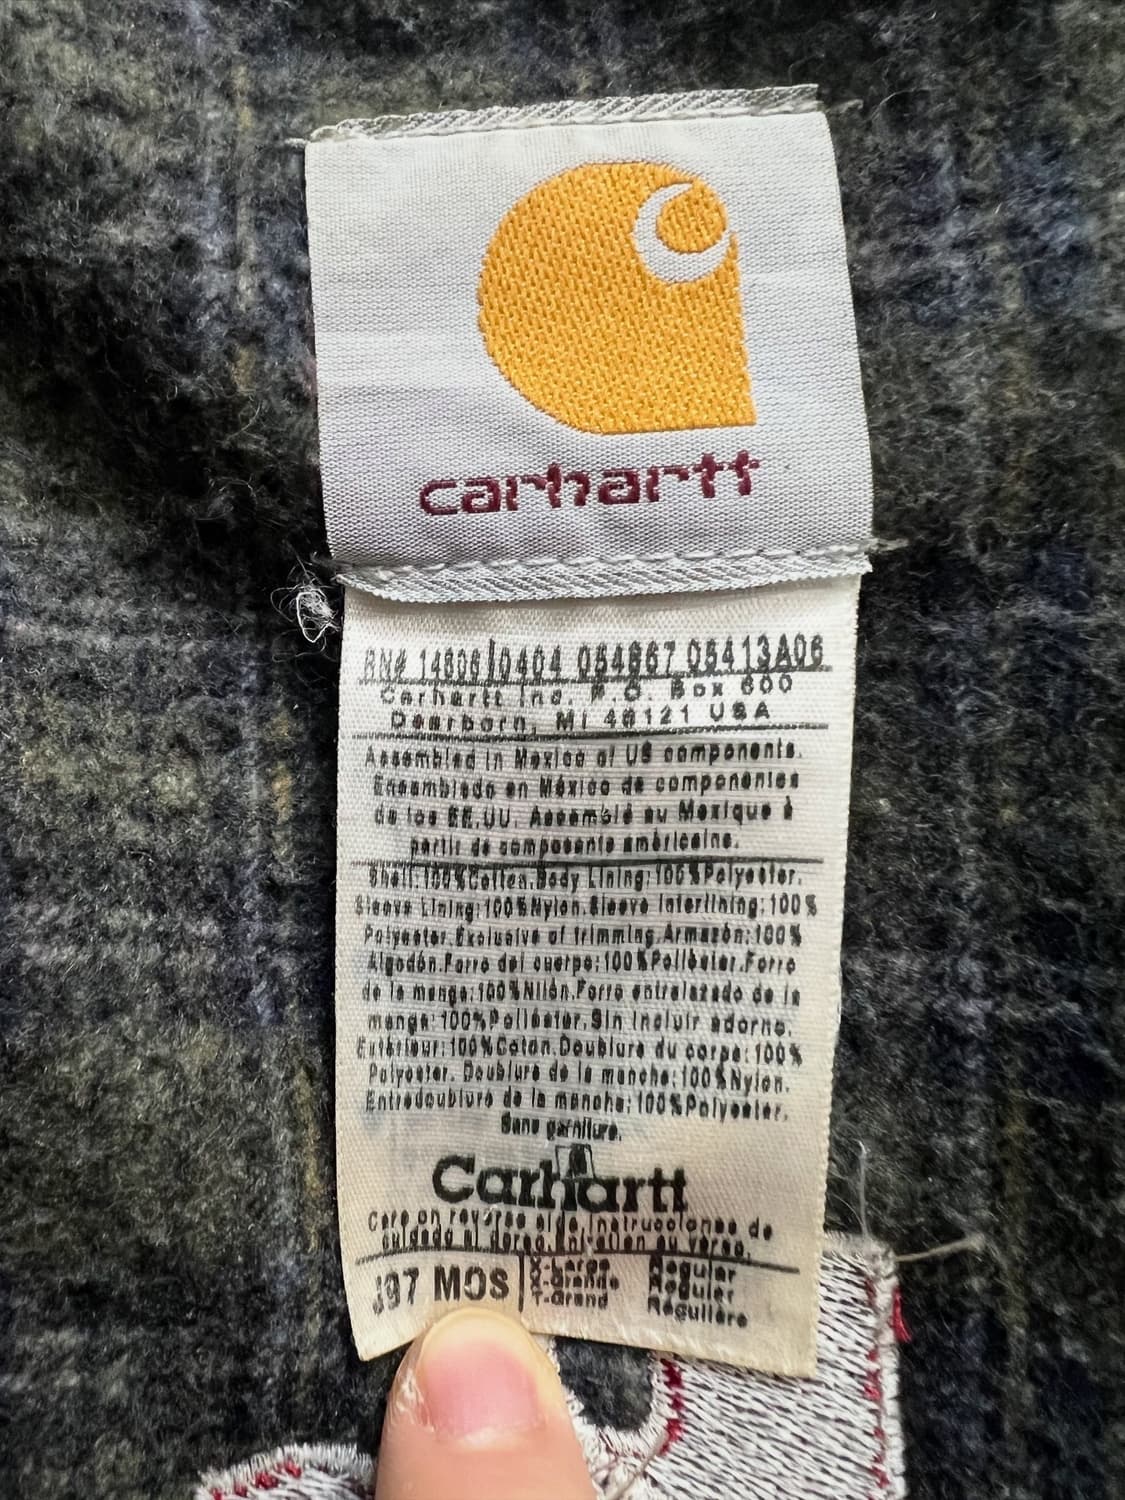 carhartt
RN# 14806 0404 054867 05413A06
Carhartt Inc. P.O. Box 600
Dearborn, MI 48121 USA
Assembled in Mexico of US components.
Ensamblado en México de componentes
de los EE.UU. Assemblé au Mexique à
partir de composants américains.
Shell:100%Cotton.Body Lining:100%Polyester.
Sleeve Lining:100%Nylon.Sleeve Interlining:100%
Polyester.Exclusive of trimming.Armazón:100%
Algodón.Forro del cuerpo:100%Poliéster.Forro
de la manga:100%Nilón.Forro entrelazado de la
manga:100%Poliéster.Sin incluir adorno.
Extérieur:100%Coton.Doublure du corps:100%
Polyester. Doublure de la manche:100%Nylon.
Entredoublure de la manche:100%Polyester.
Sans garniture.
Carhartt
Care on reverse side.Instrucciones de
cuidado al dorso.Entretien au verso.
J97 MOS
X-Large Regular
X-Grande Regular
T-Grand Régulière